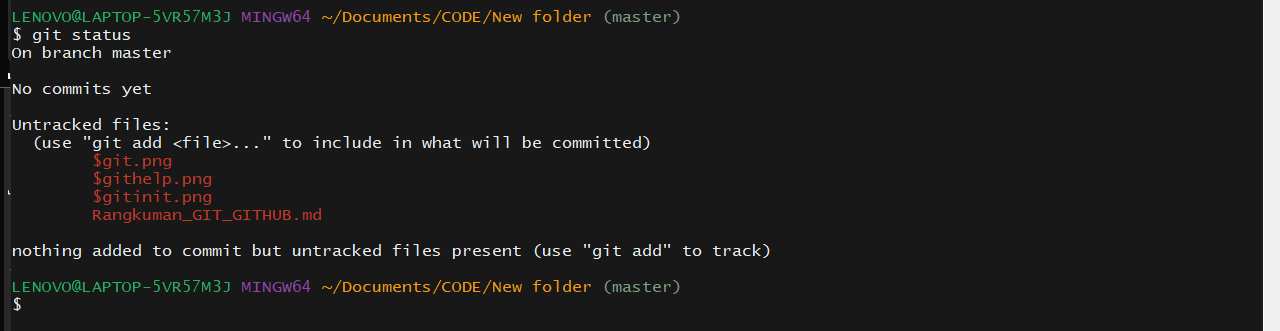 LENOVO@LAPTOP-5VR57M3J MINGW64 ~/Documents/CODE/New folder (master)
$ git status
On branch master
No commits yet
Untracked files:
(use "git add <file>..." to include in what will be committed)
$git.png
$githelp.png
$gitinit.png
Rangkuman_GIT_GITHUB.md
nothing added to commit but untracked files present (use "git add" to track)
LENOVO@LAPTOP-5VR57M3J MINGW64 ~/Documents/CODE/New folder (master)
$